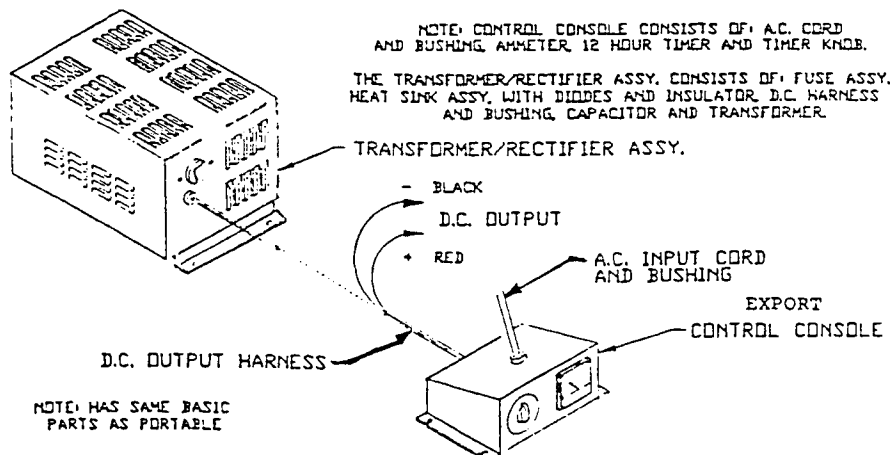 NOTE: CONTROL CONSOLE CONSISTS OF: A.C. CORD
AND BUSHING, AMMETER, 12 HOUR TIMER AND TIMER KNOB.
THE TRANSFORMER/RECTIFIER ASSY. CONSISTS OF: FUSE ASSY.
HEAT SINK ASSY. WITH DIODES AND INSULATOR, D.C. HARNESS
AND BUSHING, CAPACITOR AND TRANSFORMER.
TRANSFORMER/RECTIFIER ASSY.
- BLACK
D.C. OUTPUT
+ RED
A.C. INPUT CORD
AND BUSHING
EXPORT
CONTROL CONSOLE
D.C. OUTPUT HARNESS
NOTE: HAS SAME BASIC
PARTS AS PORTABLE